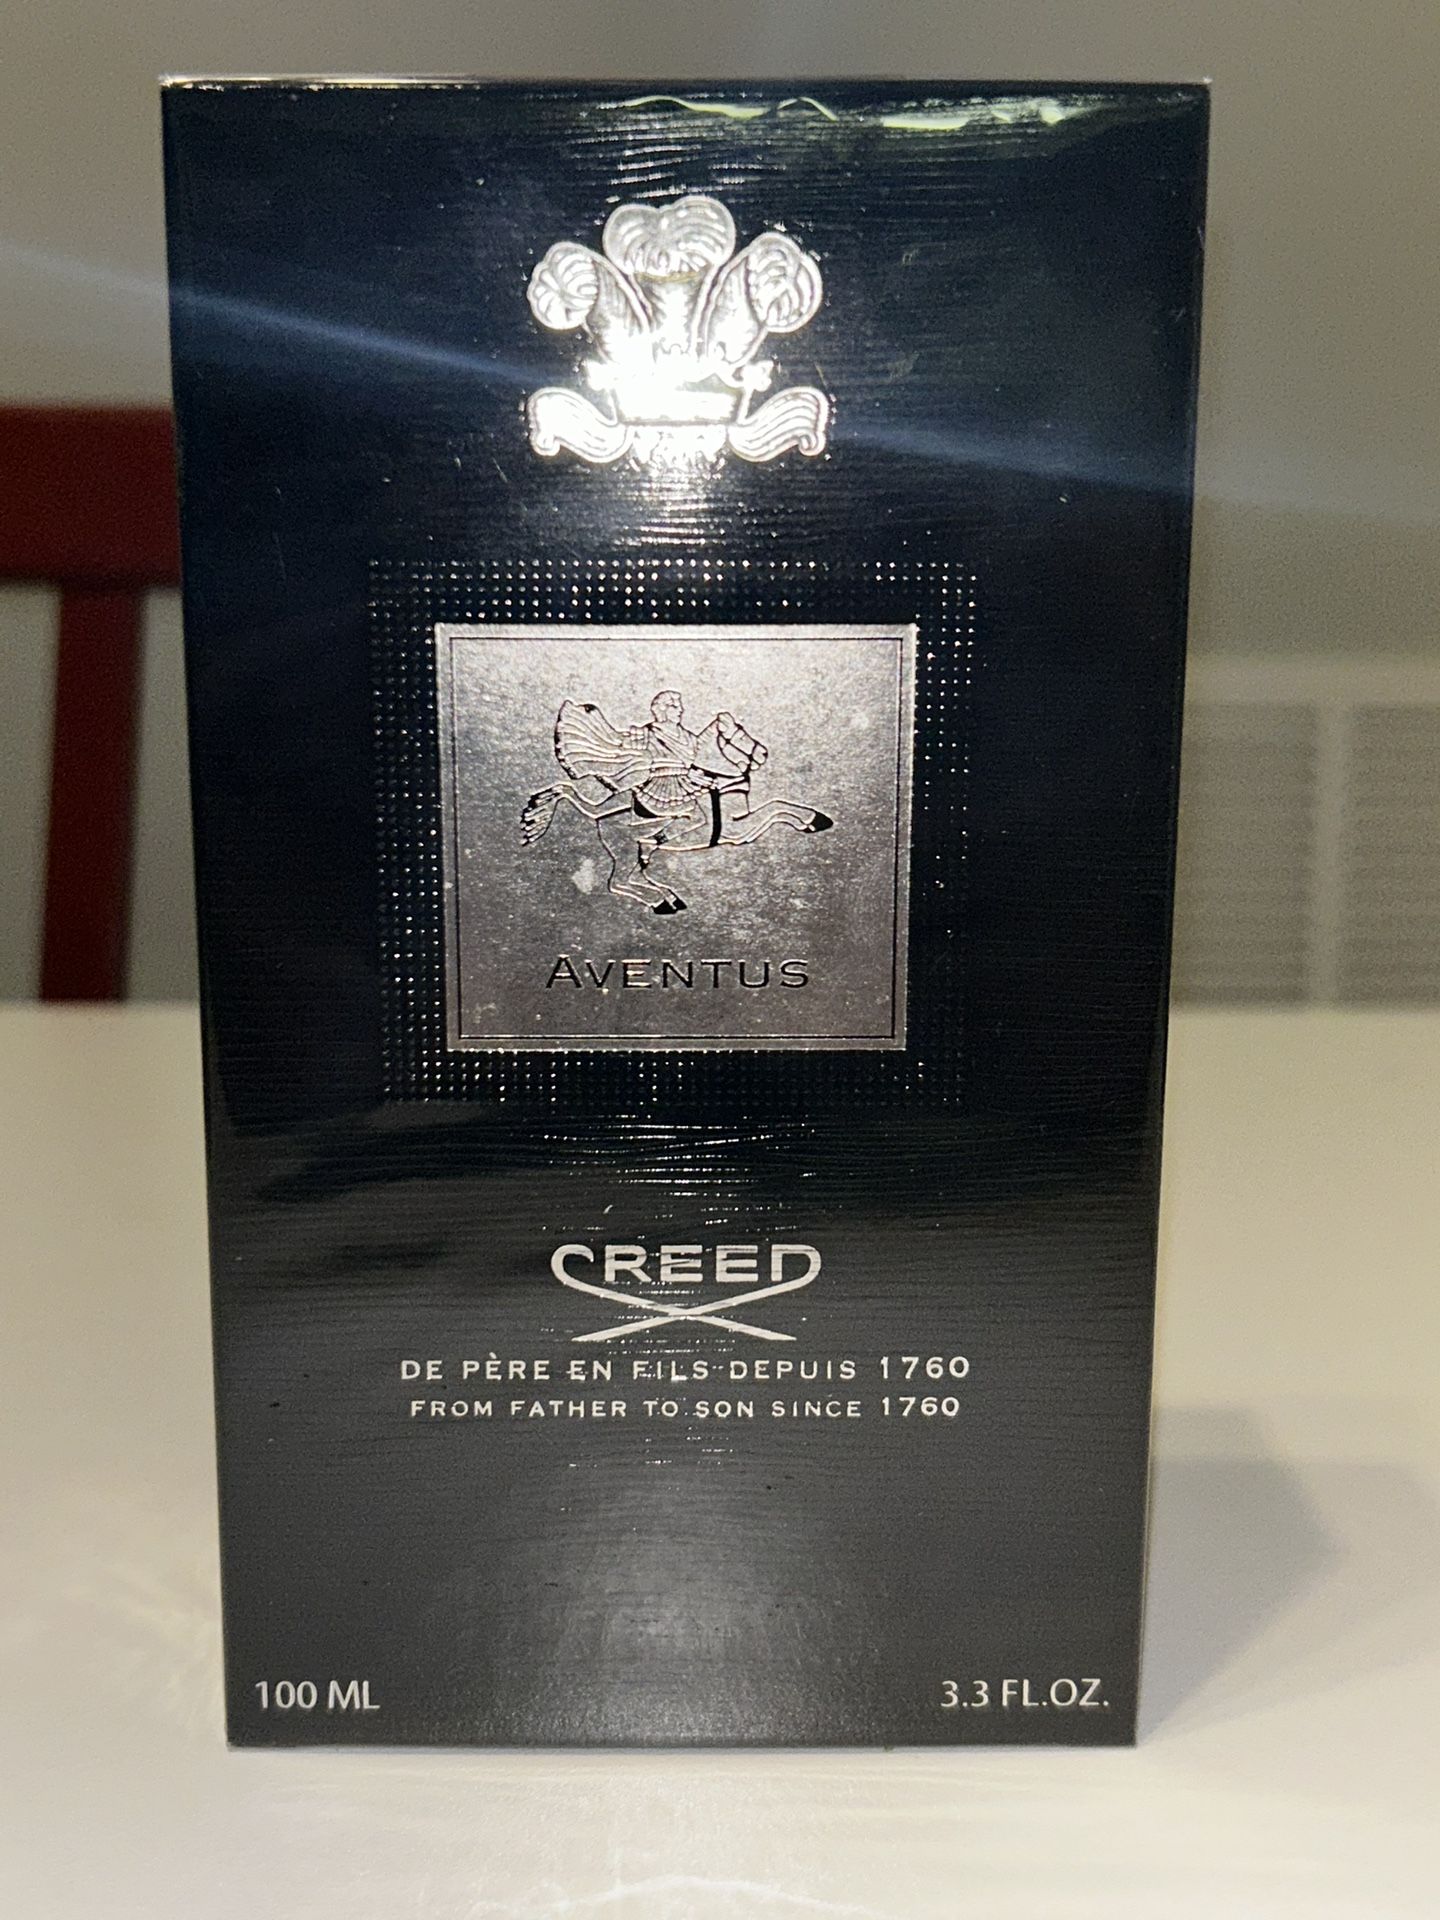 AVENTUS
CREED
DE PÈRE EN FILS DEPUIS 1760
FROM FATHER TO SON SINCE 1760
100 ML
3.3 FL.OZ.